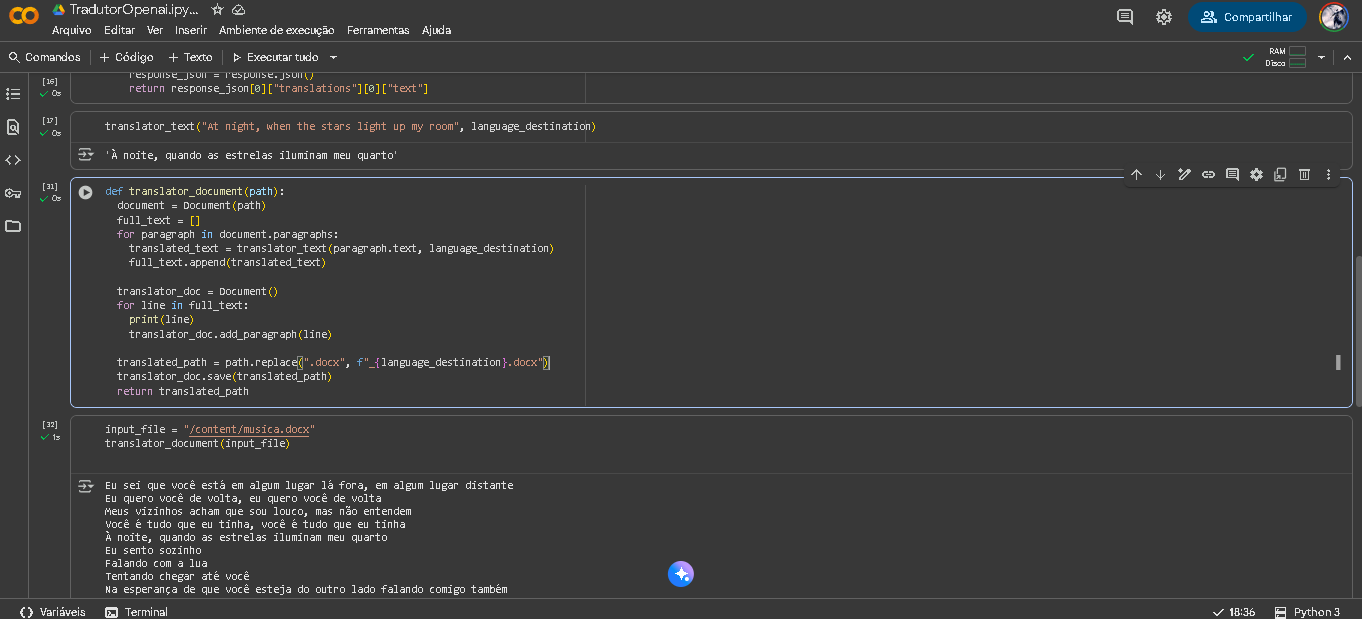 TradutorOpenai.ipy...
Arquivo Editar Ver Inserir Ambiente de execução Ferramentas Ajuda
Compartilhar
Comandos + Código + Texto Executar tudo
RAM
Disco
[16]
0s
response_json = response.json()
return response_json[0]["translations"][0]["text"]
[17]
0s
translator_text("At night, when the stars light up my room", language_destination)
'À noite, quando as estrelas iluminam meu quarto'
[31]
0s
def translator_document(path):
document = Document(path)
full_text = []
for paragraph in document.paragraphs:
translated_text = translator_text(paragraph.text, language_destination)
full_text.append(translated_text)
translator_doc = Document()
for line in full_text:
print(line)
translator_doc.add_paragraph(line)
translated_path = path.replace(".docx", f"_{language_destination}.docx")
translator_doc.save(translated_path)
return translated_path
[32]
1s
input_file = "/content/musica.docx"
translator_document(input_file)
Eu sei que você está em algum lugar lá fora, em algum lugar distante
Eu quero você de volta, eu quero você de volta
Meus vizinhos acham que sou louco, mas não entendem
Você é tudo que eu tinha, você é tudo que eu tinha
À noite, quando as estrelas iluminam meu quarto
Eu sento sozinho
Falando com a lua
Tentando chegar até você
Na esperança de que você esteja do outro lado falando comigo também
Variáveis Terminal
18:36 Python 3